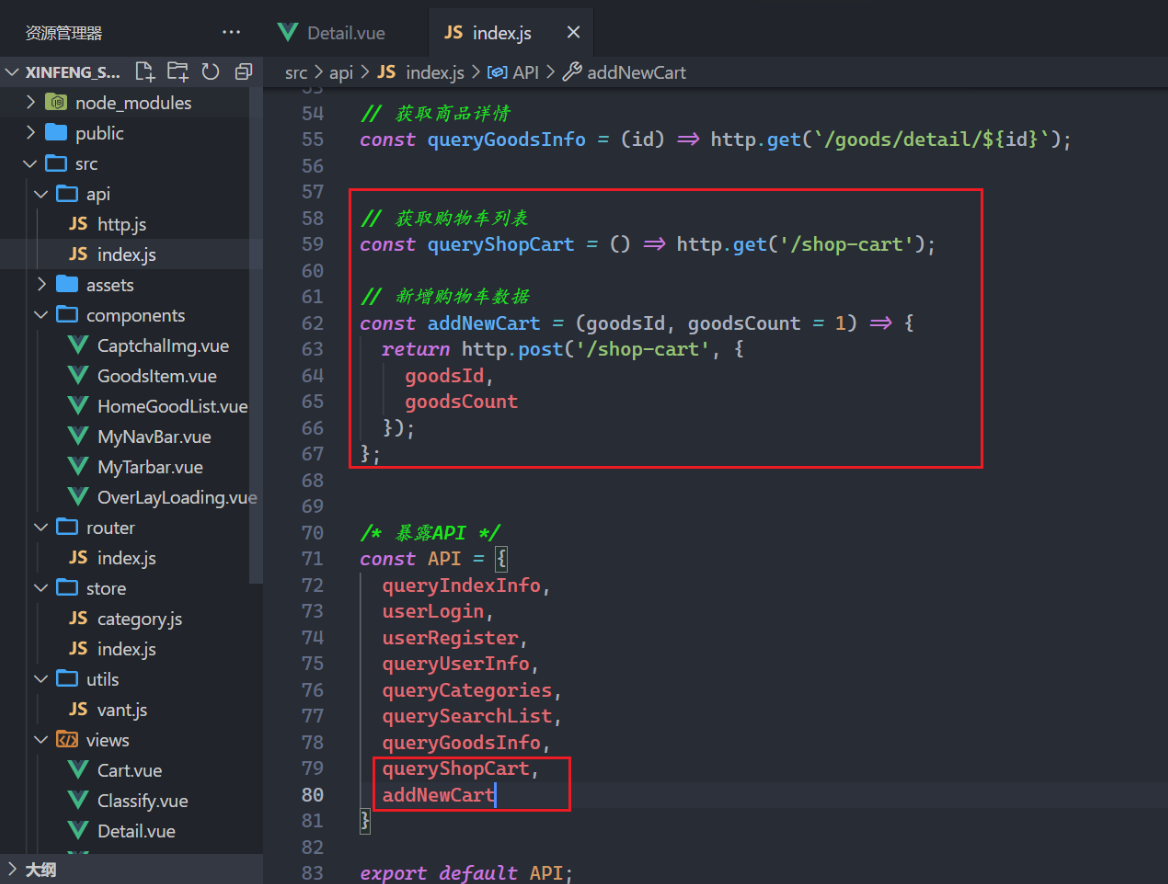 资源管理器 ···
XINFENG_S...
node_modules
public
src
api
JS http.js
JS index.js
assets
components
CaptchaImg.vue
GoodsItem.vue
HomeGoodList.vue
MyNavBar.vue
MyTarbar.vue
OverLayLoading.vue
router
JS index.js
store
JS category.js
JS index.js
utils
JS vant.js
views
Cart.vue
Classify.vue
Detail.vue
大纲
Detail.vue
JS index.js
src > api > JS index.js > API > addNewCart
53
54 // 获取商品详情
55 const queryGoodsInfo = (id) => http.get(`/goods/detail/${id}`);
56
57
58 // 获取购物车列表
59 const queryShopCart = () => http.get('/shop-cart');
60
61 // 新增购物车数据
62 const addNewCart = (goodsId, goodsCount = 1) => {
63 return http.post('/shop-cart', {
64 goodsId,
65 goodsCount
66 });
67 };
68
69
70 /* 暴露API */
71 const API = {
72 queryIndexInfo,
73 userLogin,
74 userRegister,
75 queryUserInfo,
76 queryCategories,
77 querySearchList,
78 queryGoodsInfo,
79 queryShopCart,
80 addNewCart
81 }
82
83 export default API;